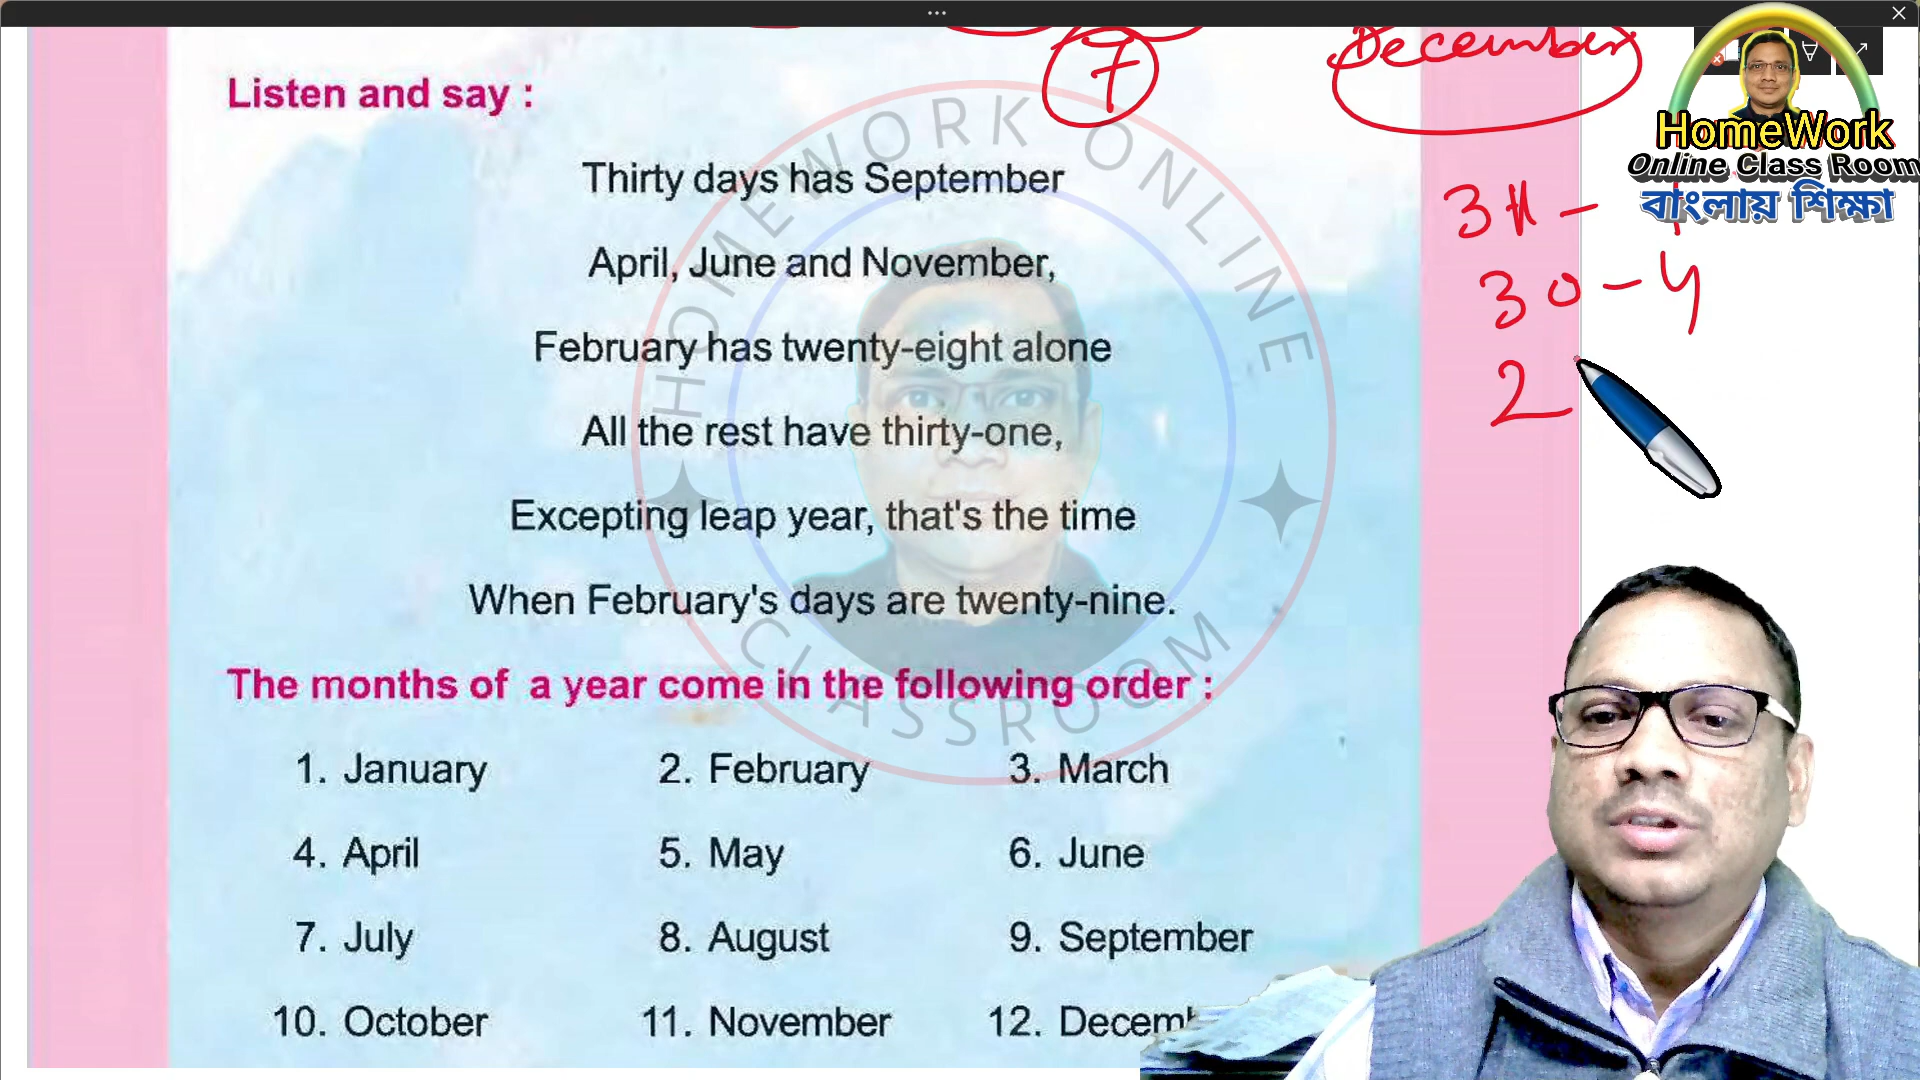 December
7
Listen and say :
HomeWork
Online Class Room
বাংলায় শিক্ষা
Thirty days has September
April, June and November,
February has twenty-eight alone
All the rest have thirty-one,
Excepting leap year, that's the time
When February's days are twenty-nine.
31 -
30 - 4
2
HOMEWORK ONLINE
CLASSROOM
The months of a year come in the following order :
1. January 2. February 3. March
4. April 5. May 6. June
7. July 8. August 9. September
10. October 11. November 12. Decem